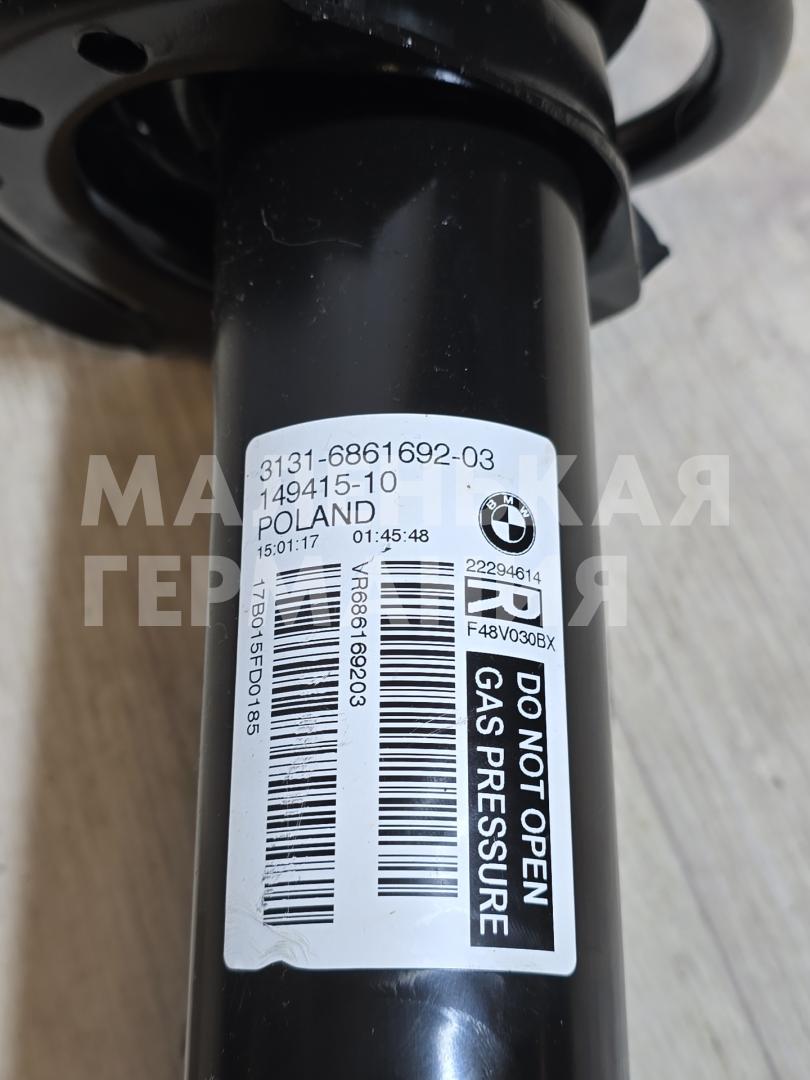 3131-6861692-03
149415-10
POLAND
15:01:17 01:45:48
BMW
22294614
R
F48V030BX
17B015FD0185
VR686169203
DO NOT OPEN
GAS PRESSURE
МАЛЕНЬКАЯ
ГЕРМАНИЯ